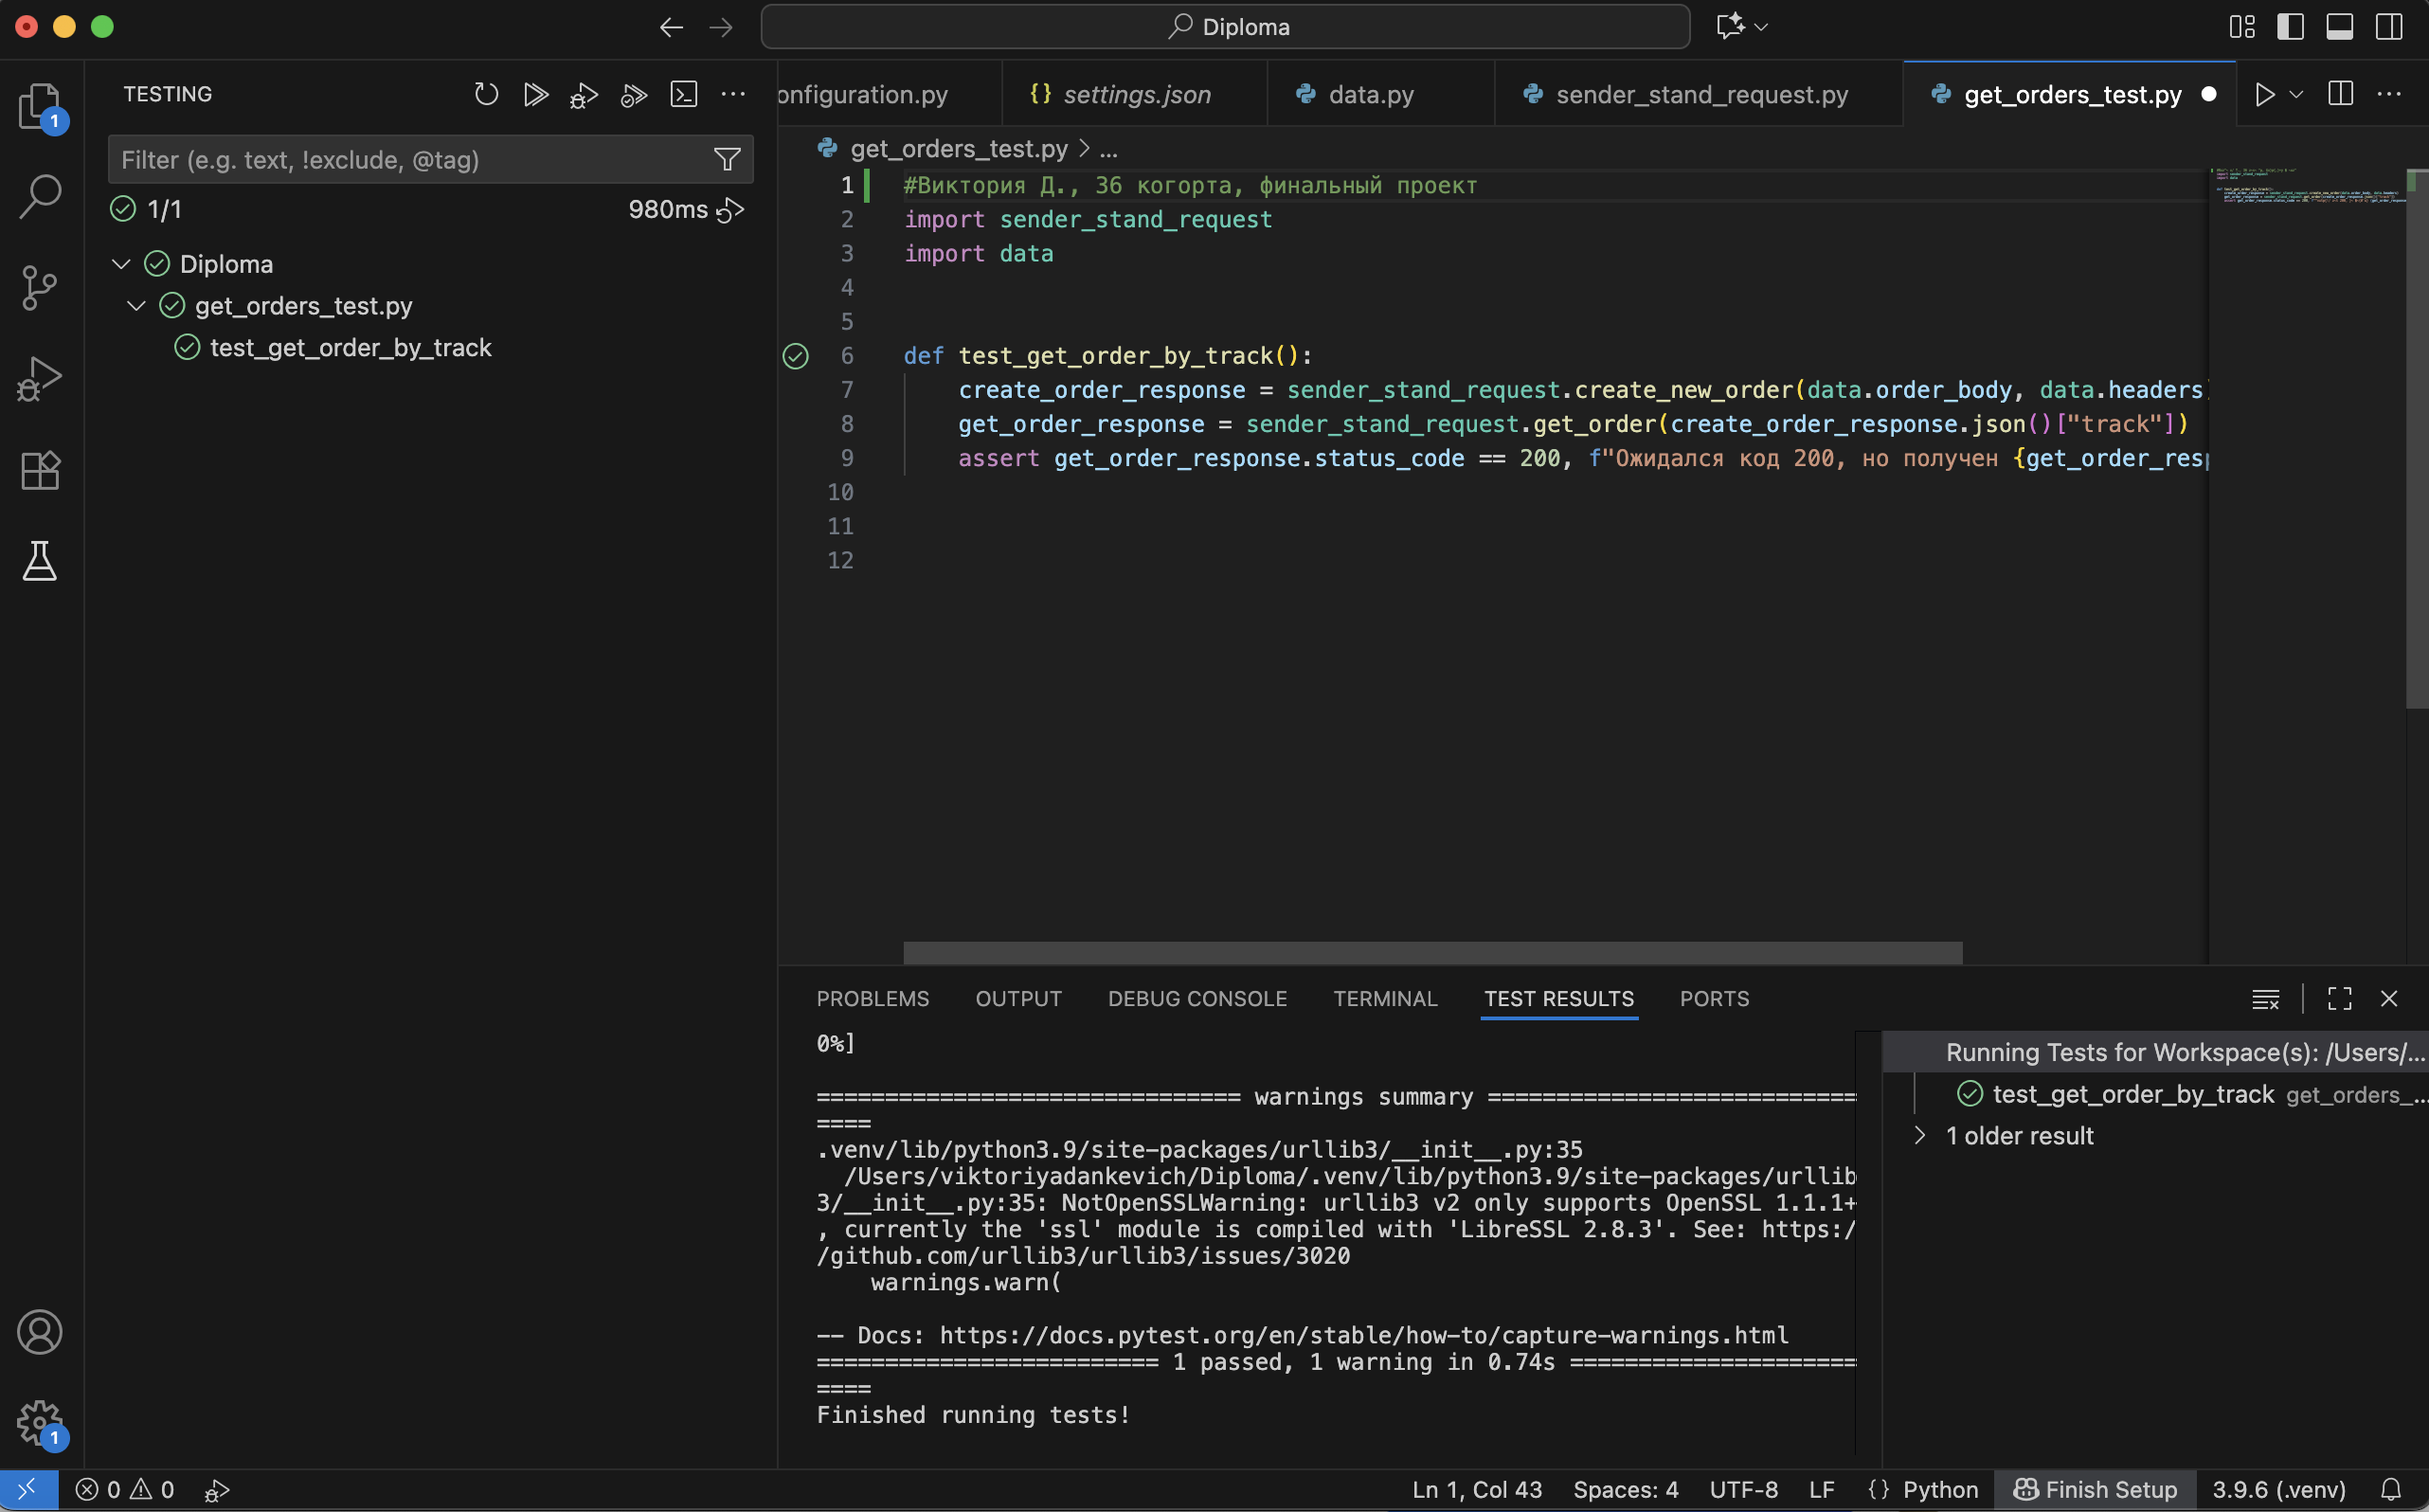 Diploma
TESTING
onfiguration.py
{} settings.json
data.py
sender_stand_request.py
get_orders_test.py
1
Filter (e.g. text, !exclude, @tag)
1/1
980ms
Diploma
get_orders_test.py
test_get_order_by_track
get_orders_test.py > ...
1 #Виктория Д., 36 когорта, финальный проект
2 import sender_stand_request
3 import data
4
5
6 def test_get_order_by_track():
7 create_order_response = sender_stand_request.create_new_order(data.order_body, data.headers)
8 get_order_response = sender_stand_request.get_order(create_order_response.json()["track"])
9 assert get_order_response.status_code == 200, f"Ожидался код 200, но получен {get_order_resp
10
11
12
PROBLEMS OUTPUT DEBUG CONSOLE TERMINAL TEST RESULTS PORTS
0%]
=============================== warnings summary ===========================
====
.venv/lib/python3.9/site-packages/urllib3/__init__.py:35
/Users/viktoriyadankevich/Diploma/.venv/lib/python3.9/site-packages/urllib
3/__init__.py:35: NotOpenSSLWarning: urllib3 v2 only supports OpenSSL 1.1.1+
, currently the 'ssl' module is compiled with 'LibreSSL 2.8.3'. See: https:/
/github.com/urllib3/urllib3/issues/3020
warnings.warn(
-- Docs: https://docs.pytest.org/en/stable/how-to/capture-warnings.html
========================= 1 passed, 1 warning in 0.74s =====================
====
Finished running tests!
Running Tests for Workspace(s): /Users/...
test_get_order_by_track get_orders_...
1 older result
1
0 0
Ln 1, Col 43 Spaces: 4 UTF-8 LF {} Python Finish Setup 3.9.6 (.venv)